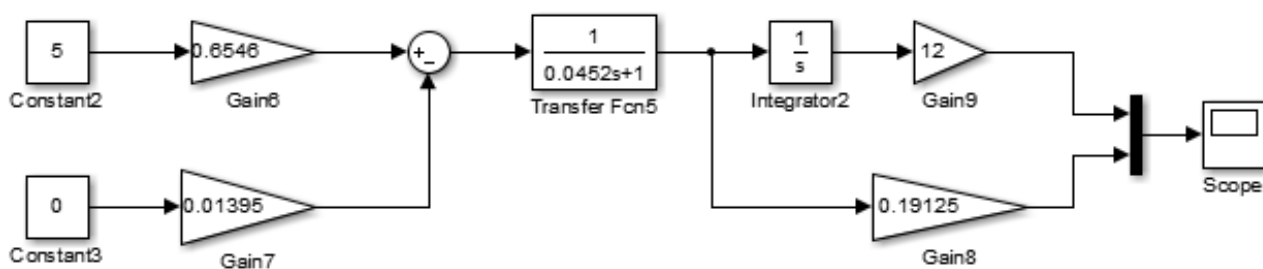 5
Constant2
0.6546
Gain6
+
−
1
0.0452s+1
Transfer Fcn5
1
s
Integrator2
12
Gain9
0
Constant3
0.01395
Gain7
0.19125
Gain8
Scope